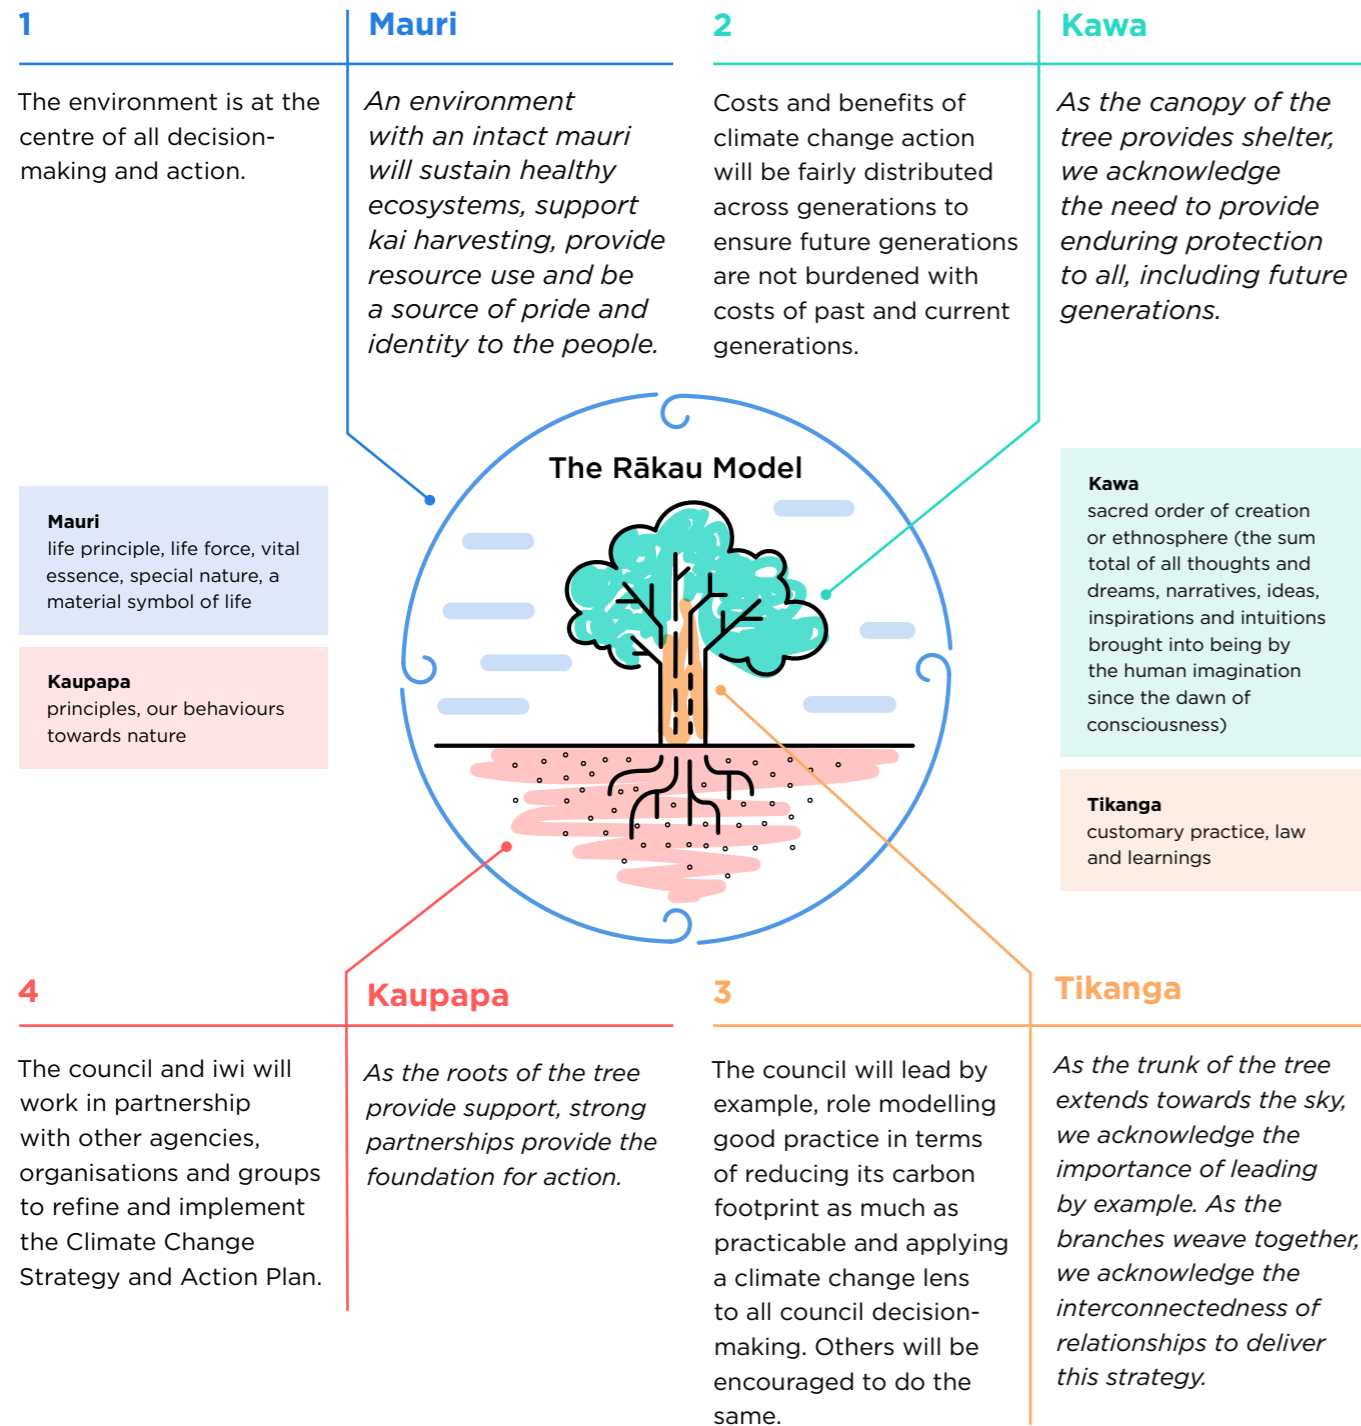 1
Mauri
The environment is at the
centre of all decision-
making and action.
An environment
with an intact mauri
will sustain healthy
ecosystems, support
kai harvesting, provide
resource use and be
a source of pride and
identity to the people.
2
Kawa
Costs and benefits of
climate change action
will be fairly distributed
across generations to
ensure future generations
are not burdened with
costs of past and current
generations.
As the canopy of the
tree provides shelter,
we acknowledge
the need to provide
enduring protection
to all, including future
generations.
The Rākau Model
Mauri
life principle, life force, vital
essence, special nature, a
material symbol of life
Kaupapa
principles, our behaviours
towards nature
Kawa
sacred order of creation
or ethnosphere (the sum
total of all thoughts and
dreams, narratives, ideas,
inspirations and intuitions
brought into being by
the human imagination
since the dawn of
consciousness)
Tikanga
customary practice, law
and learnings
4
Kaupapa
The council and iwi will
work in partnership
with other agencies,
organisations and groups
to refine and implement
the Climate Change
Strategy and Action Plan.
As the roots of the tree
provide support, strong
partnerships provide the
foundation for action.
3
Tikanga
The council will lead by
example, role modelling
good practice in terms
of reducing its carbon
footprint as much as
practicable and applying
a climate change lens
to all council decision-
making. Others will be
encouraged to do the
same.
As the trunk of the tree
extends towards the sky,
we acknowledge the
importance of leading
by example. As the
branches weave together,
we acknowledge the
interconnectedness of
relationships to deliver
this strategy.